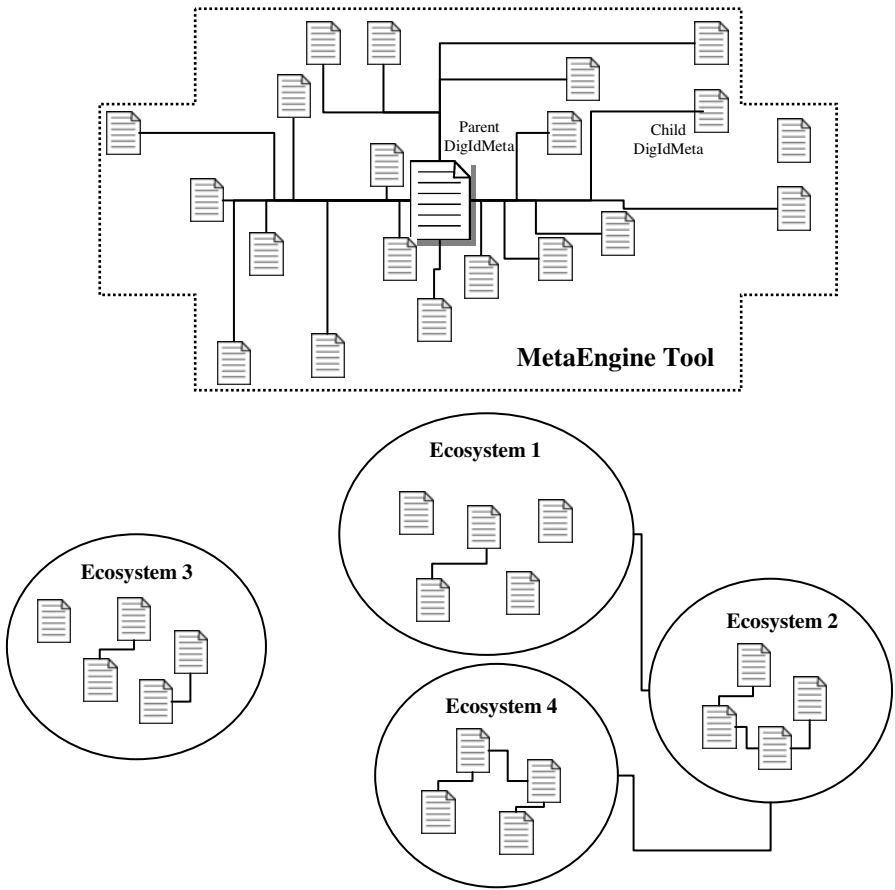 Parent
DigIdMeta
Child
DigIdMeta
MetaEngine Tool
Ecosystem 1
Ecosystem 3
Ecosystem 2
Ecosystem 4